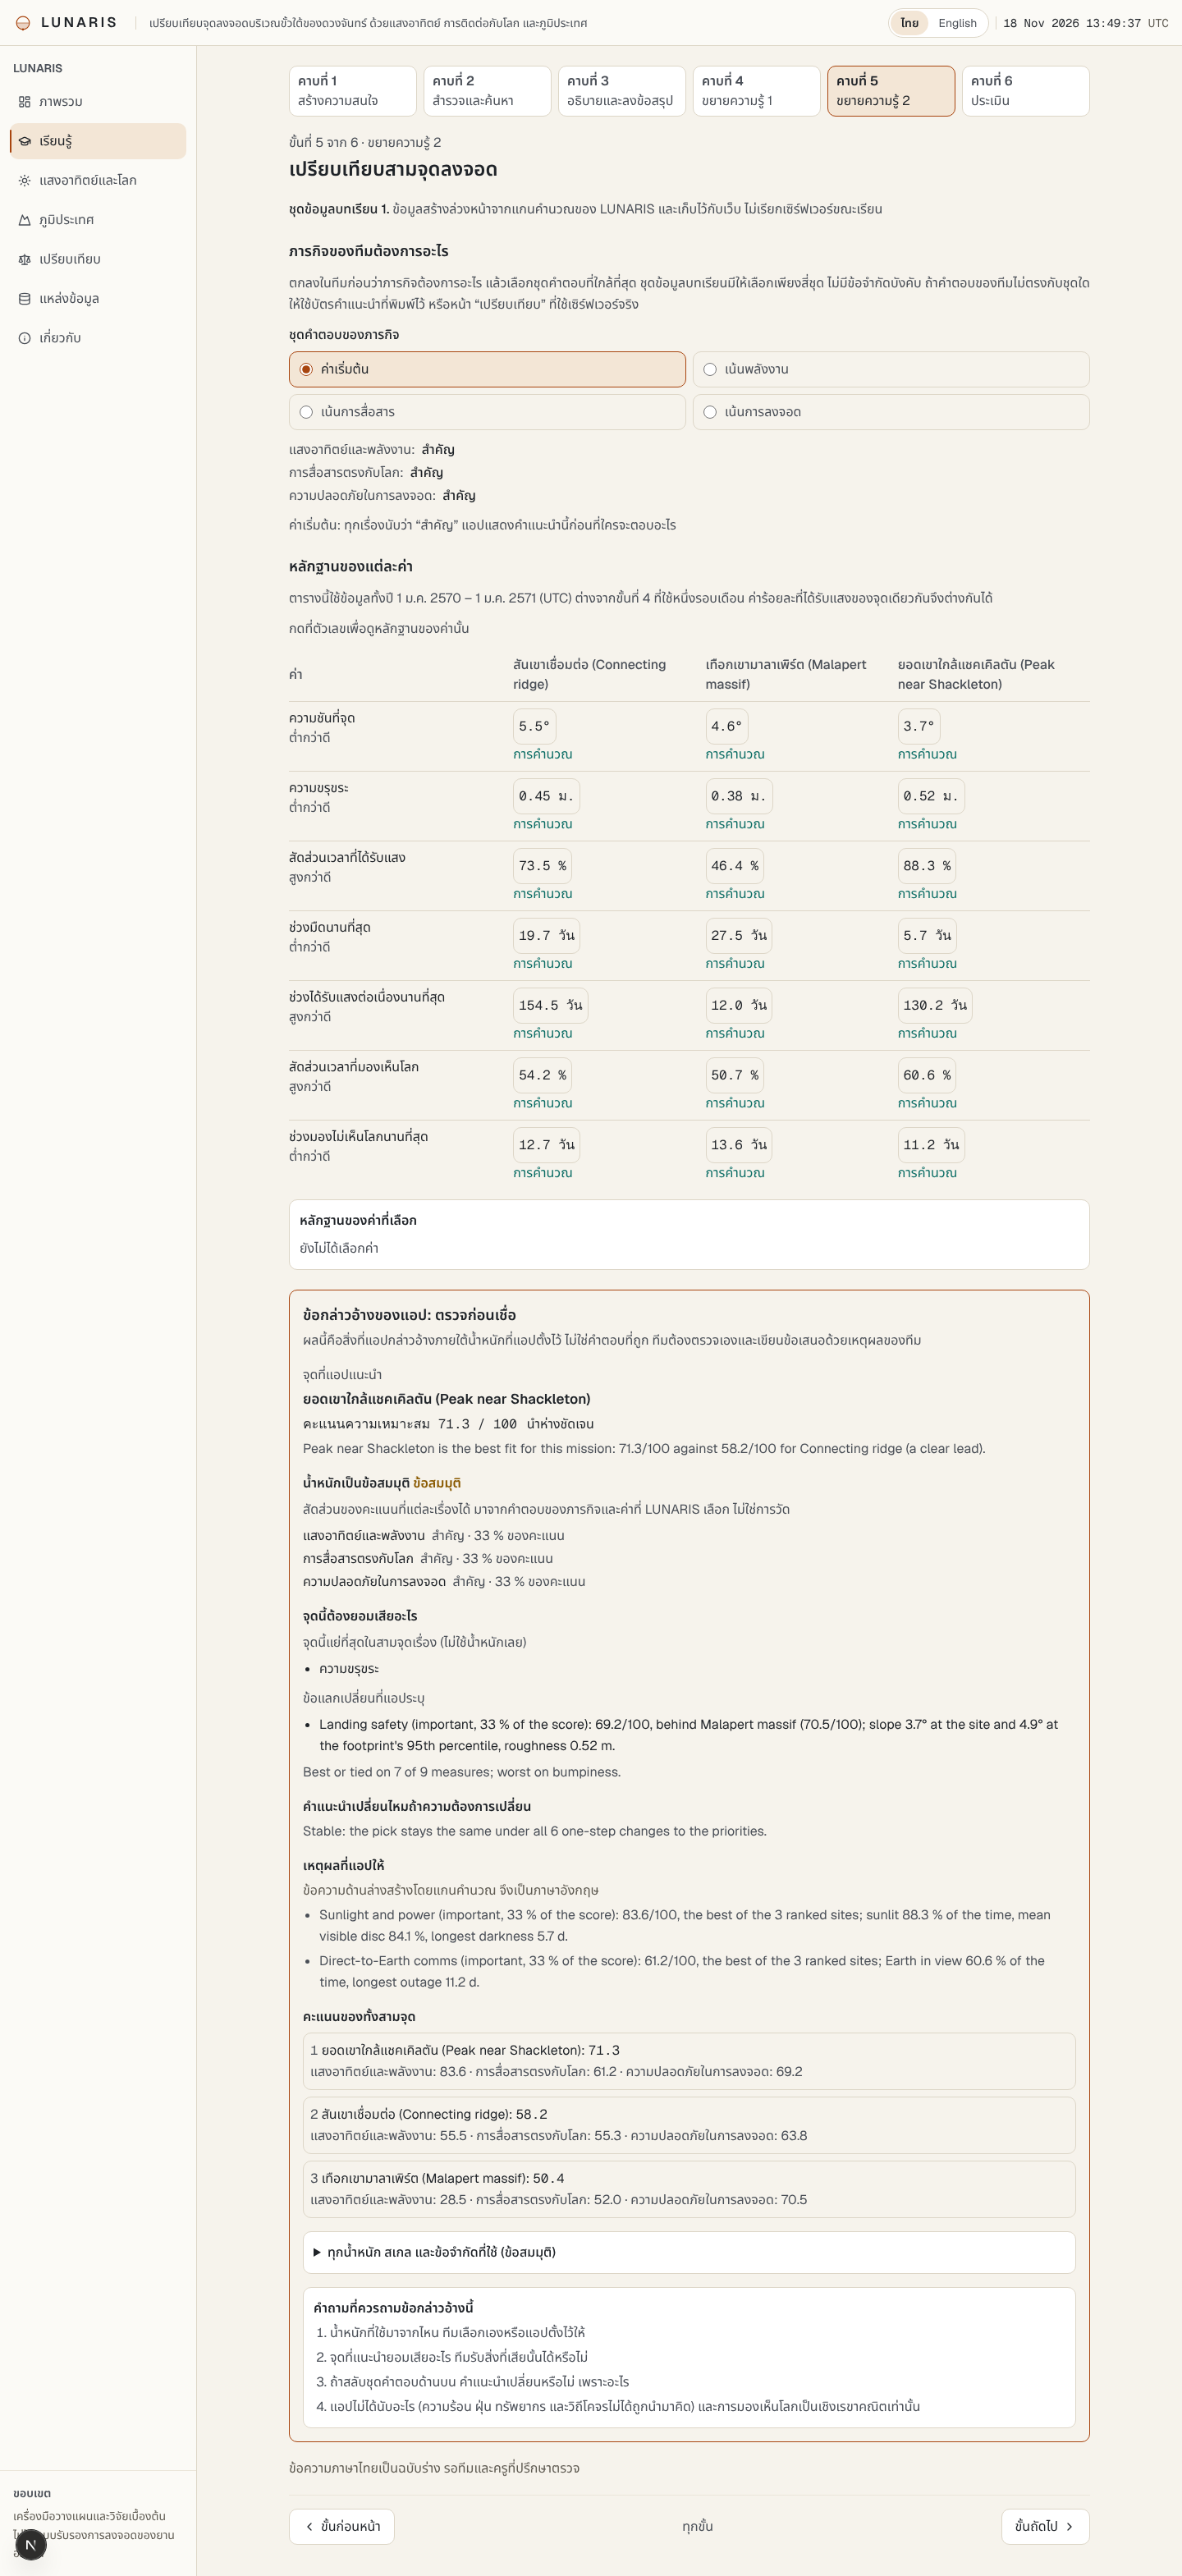 LUNARIS
เปรียบเทียบจุดลงจอดบริเวณขั้วใต้ของดวงจันทร์ ด้วยแสงอาทิตย์ การติดต่อกับโลก และภูมิประเทศ
ไทย English 18 Nov 2026 13:49:37 UTC
LUNARIS
ภาพรวม
เรียนรู้
แสงอาทิตย์และโลก
ภูมิประเทศ
เปรียบเทียบ
แหล่งข้อมูล
เกี่ยวกับ
คาบที่ 1
สร้างความสนใจ
คาบที่ 2
สำรวจและค้นหา
คาบที่ 3
อธิบายและลงข้อสรุป
คาบที่ 4
ขยายความรู้ 1
คาบที่ 5
ขยายความรู้ 2
คาบที่ 6
ประเมิน
ขั้นที่ 5 จาก 6 · ขยายความรู้ 2
เปรียบเทียบสามจุดลงจอด
ชุดข้อมูลบทเรียน 1. ข้อมูลสร้างล่วงหน้าจากแกนคำนวณของ LUNARIS และเก็บไว้กับเว็บ ไม่เรียกเซิร์ฟเวอร์ขณะเรียน
ภารกิจของทีมต้องการอะไร
ตกลงในทีมก่อนว่าภารกิจต้องการอะไร แล้วเลือกชุดคำตอบที่ใกล้ที่สุด ชุดข้อมูลบทเรียนมีให้เลือกเพียงสี่ชุด ไม่มีข้อจำกัดบังคับ ถ้าคำตอบของทีมไม่ตรงกับชุดใด
ให้ใช้บัตรคำแนะนำที่พิมพ์ไว้ หรือหน้า “เปรียบเทียบ” ที่ใช้เซิร์ฟเวอร์จริง
ชุดคำตอบของภารกิจ
ค่าเริ่มต้น
เน้นพลังงาน
เน้นการสื่อสาร
เน้นการลงจอด
แสงอาทิตย์และพลังงาน: สำคัญ
การสื่อสารตรงกับโลก: สำคัญ
ความปลอดภัยในการลงจอด: สำคัญ
ค่าเริ่มต้น: ทุกเรื่องนับว่า “สำคัญ” แอปแสดงคำแนะนำนี้ก่อนที่ใครจะตอบอะไร
หลักฐานของแต่ละค่า
ตารางนี้ใช้ข้อมูลทั้งปี 1 ม.ค. 2570 – 1 ม.ค. 2571 (UTC) ต่างจากขั้นที่ 4 ที่ใช้หนึ่งรอบเดือน ค่าร้อยละที่ได้รับแสงของจุดเดียวกันจึงต่างกันได้
กดที่ตัวเลขเพื่อดูหลักฐานของค่านั้น
ค่า
สันเขาเชื่อมต่อ (Connecting ridge)
เทือกเขามาลาเพิร์ต (Malapert massif)
ยอดเขาใกล้แชคเคิลตัน (Peak near Shackleton)
ความชันที่จุด
ต่ำกว่าดี
5.5° 4.6° 3.7°
การคำนวณ การคำนวณ การคำนวณ
ความขรุขระ
ต่ำกว่าดี
0.45 ม. 0.38 ม. 0.52 ม.
การคำนวณ การคำนวณ การคำนวณ
สัดส่วนเวลาที่ได้รับแสง
สูงกว่าดี
73.5 % 46.4 % 88.3 %
การคำนวณ การคำนวณ การคำนวณ
ช่วงมืดนานที่สุด
ต่ำกว่าดี
19.7 วัน 27.5 วัน 5.7 วัน
การคำนวณ การคำนวณ การคำนวณ
ช่วงได้รับแสงต่อเนื่องนานที่สุด
สูงกว่าดี
154.5 วัน 12.0 วัน 130.2 วัน
การคำนวณ การคำนวณ การคำนวณ
สัดส่วนเวลาที่มองเห็นโลก
สูงกว่าดี
54.2 % 50.7 % 60.6 %
การคำนวณ การคำนวณ การคำนวณ
ช่วงมองไม่เห็นโลกนานที่สุด
ต่ำกว่าดี
12.7 วัน 13.6 วัน 11.2 วัน
การคำนวณ การคำนวณ การคำนวณ
หลักฐานของค่าที่เลือก
ยังไม่ได้เลือกค่า
ข้อกล่าวอ้างของแอป: ตรวจก่อนเชื่อ
ผลนี้คือสิ่งที่แอปกล่าวอ้างภายใต้น้ำหนักที่แอปตั้งไว้ ไม่ใช่คำตอบที่ถูก ทีมต้องตรวจเองและเขียนข้อเสนอด้วยเหตุผลของทีม
จุดที่แอปแนะนำ
ยอดเขาใกล้แชคเคิลตัน (Peak near Shackleton)
คะแนนความเหมาะสม 71.3 / 100 นำห่างชัดเจน
Peak near Shackleton is the best fit for this mission: 71.3/100 against 58.2/100 for Connecting ridge (a clear lead).
น้ำหนักเป็นข้อสมมุติ ข้อสมมุติ
สัดส่วนของคะแนนที่แต่ละเรื่องได้ มาจากคำตอบของภารกิจและค่าที่ LUNARIS เลือก ไม่ใช่การวัด
แสงอาทิตย์และพลังงาน สำคัญ · 33 % ของคะแนน
การสื่อสารตรงกับโลก สำคัญ · 33 % ของคะแนน
ความปลอดภัยในการลงจอด สำคัญ · 33 % ของคะแนน
จุดนี้ต้องยอมเสียอะไร
จุดนี้แย่ที่สุดในสามจุดเรื่อง (ไม่ใช้น้ำหนักเลย)
• ความขรุขระ
ข้อแลกเปลี่ยนที่แอประบุ
• Landing safety (important, 33 % of the score): 69.2/100, behind Malapert massif (70.5/100); slope 3.7° at the site and 4.9° at
the footprint's 95th percentile, roughness 0.52 m.
Best or tied on 7 of 9 measures; worst on bumpiness.
คำแนะนำเปลี่ยนไหมถ้าความต้องการเปลี่ยน
Stable: the pick stays the same under all 6 one-step changes to the priorities.
เหตุผลที่แอปให้
ข้อความด้านล่างสร้างโดยแกนคำนวณ จึงเป็นภาษาอังกฤษ
• Sunlight and power (important, 33 % of the score): 83.6/100, the best of the 3 ranked sites; sunlit 88.3 % of the time, mean
visible disc 84.1 %, longest darkness 5.7 d.
• Direct-to-Earth comms (important, 33 % of the score): 61.2/100, the best of the 3 ranked sites; Earth in view 60.6 % of the
time, longest outage 11.2 d.
คะแนนของทั้งสามจุด
1 ยอดเขาใกล้แชคเคิลตัน (Peak near Shackleton): 71.3
แสงอาทิตย์และพลังงาน: 83.6 · การสื่อสารตรงกับโลก: 61.2 · ความปลอดภัยในการลงจอด: 69.2
2 สันเขาเชื่อมต่อ (Connecting ridge): 58.2
แสงอาทิตย์และพลังงาน: 55.5 · การสื่อสารตรงกับโลก: 55.3 · ความปลอดภัยในการลงจอด: 63.8
3 เทือกเขามาลาเพิร์ต (Malapert massif): 50.4
แสงอาทิตย์และพลังงาน: 28.5 · การสื่อสารตรงกับโลก: 52.0 · ความปลอดภัยในการลงจอด: 70.5
ทุกน้ำหนัก สเกล และข้อจำกัดที่ใช้ (ข้อสมมุติ)
คำถามที่ควรถามข้อกล่าวอ้างนี้
1. น้ำหนักที่ใช้มาจากไหน ทีมเลือกเองหรือแอปตั้งไว้ให้
2. จุดที่แนะนำยอมเสียอะไร ทีมรับสิ่งที่เสียนั้นได้หรือไม่
3. ถ้าสลับชุดคำตอบด้านบน คำแนะนำเปลี่ยนหรือไม่ เพราะอะไร
4. แอปไม่ได้นับอะไร (ความร้อน ฝุ่น ทรัพยากร และวิถีโคจรไม่ได้ถูกนำมาคิด) และการมองเห็นโลกเป็นเชิงเรขาคณิตเท่านั้น
ข้อความภาษาไทยเป็นฉบับร่าง รอทีมและครูที่ปรึกษาตรวจ
ขั้นก่อนหน้า ทุกขั้น ขั้นถัดไป
ขอบเขต
เครื่องมือวางแผนและวิจัยเบื้องต้น
บบรับรองการลงจอดของยาน
N